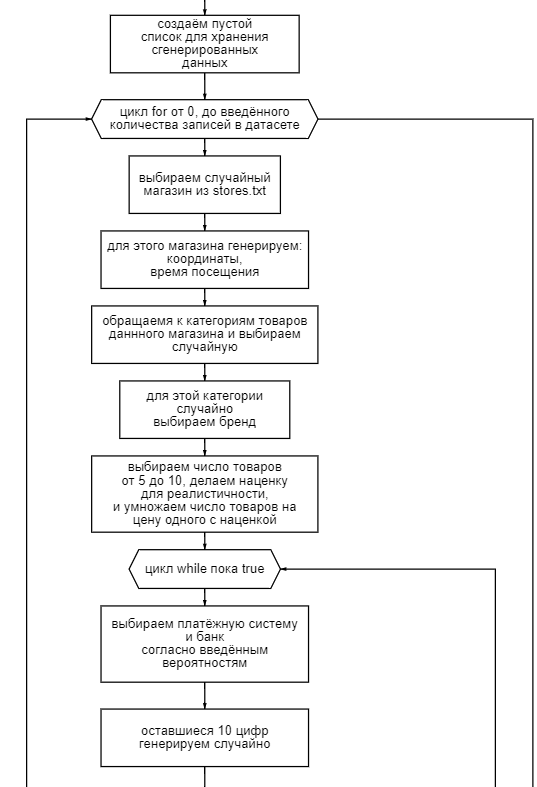 создаём пустой
список для хранения
сгенерированных
данных
цикл for от 0, до введённого
количества записей в датасете
выбираем случайный
магазин из stores.txt
для этого магазина генерируем:
координаты,
время посещения
обращаемя к категориям товаров
даннного магазина и выбираем
случайную
для этой категории
случайно
выбираем бренд
выбираем число товаров
от 5 до 10, делаем наценку
для реалистичности,
и умножаем число товаров на
цену одного с наценкой
цикл while пока true
выбираем платёжную систему
и банк
согласно введённым
вероятностям
оставшиеся 10 цифр
генерируем случайно